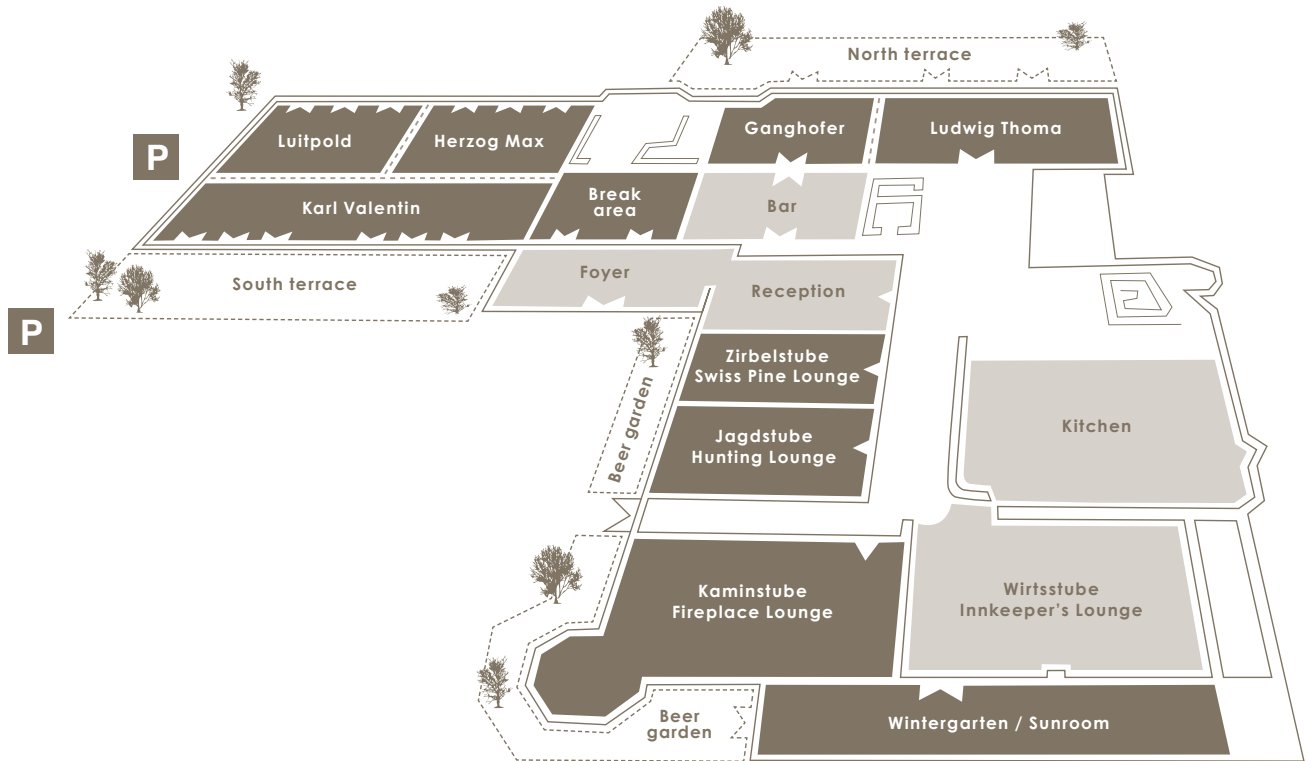 North terrace
Luitpold
Herzog Max
Ganghofer
Ludwig Thoma
P
Karl Valentin
Break
area
Bar
South terrace
Foyer
Reception
P
Zirbelstube
Swiss Pine Lounge
Beer garden
Jagdstube
Hunting Lounge
Kitchen
Kaminstube
Fireplace Lounge
Wirtsstube
Innkeeper's Lounge
Beer
garden
Wintergarten / Sunroom